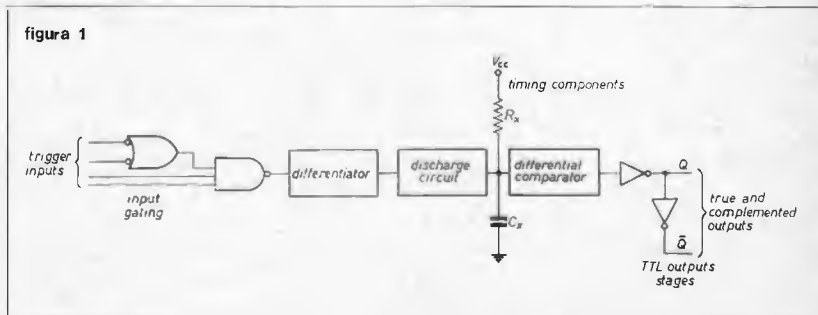 figura 1
Vcc
timing components
Rx
trigger
inputs
input
gating
differentiator
discharge
circuit
differential
comparator
Cx
Q
Q̄
true and
complemented
outputs
TTL outputs
stages